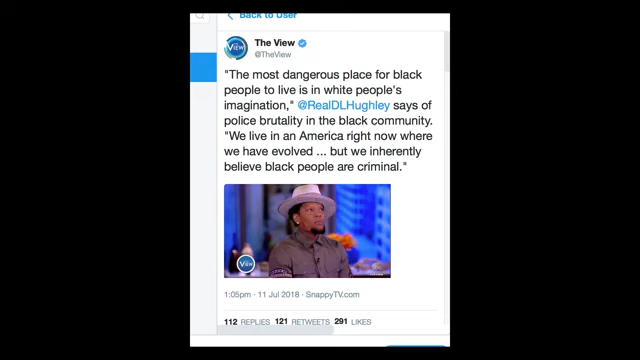 Back to User
The View
@TheView
"The most dangerous place for black
people to live is in white people's
imagination," @RealDLHughley says of
police brutality in the black community.
"We live in an America right now where
we have evolved ... but we inherently
believe black people are criminal."
1:05pm · 11 Jul 2018 · SnappyTV.com
112 REPLIES 121 RETWEETS 291 LIKES